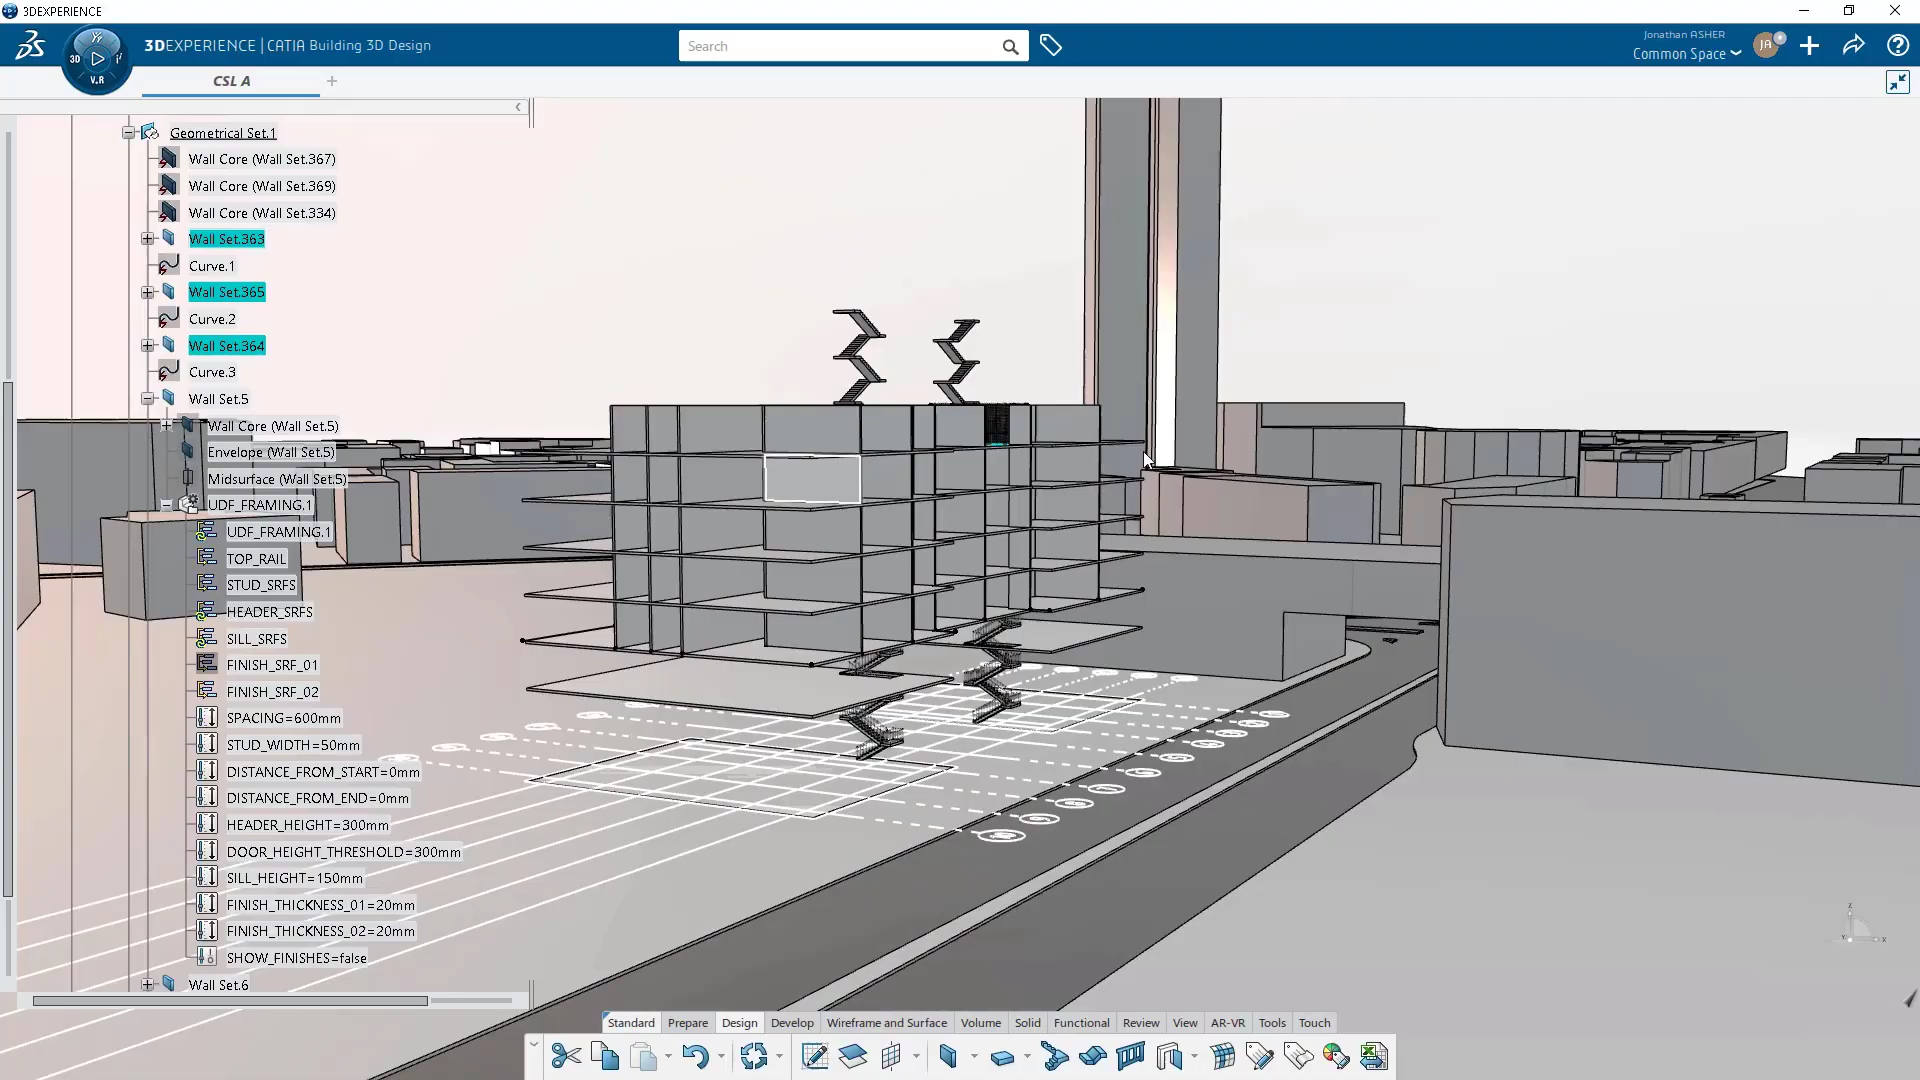 3DEXPERIENCE
3DEXPERIENCE | CATIA Building 3D Design
Search
Jonathan ASHER
Common Space
JA
3D
V.R
CSL A
Geometrical Set.1
Wall Core (Wall Set.367)
Wall Core (Wall Set.369)
Wall Core (Wall Set.334)
Wall Set.363
Curve.1
Wall Set.365
Curve.2
Wall Set.364
Curve.3
Wall Set.5
Wall Core (Wall Set.5)
Envelope (Wall Set.5)
Midsurface (Wall Set.5)
UDF_FRAMING.1
UDF_FRAMING.1
TOP_RAIL
STUD_SRFS
HEADER_SRFS
SILL_SRFS
FINISH_SRF_01
FINISH_SRF_02
SPACING=600mm
STUD_WIDTH=50mm
DISTANCE_FROM_START=0mm
DISTANCE_FROM_END=0mm
HEADER_HEIGHT=300mm
DOOR_HEIGHT_THRESHOLD=300mm
SILL_HEIGHT=150mm
FINISH_THICKNESS_01=20mm
FINISH_THICKNESS_02=20mm
SHOW_FINISHES=false
Wall Set.6
Standard Prepare Design Develop Wireframe and Surface Volume Solid Functional Review View AR-VR Tools Touch